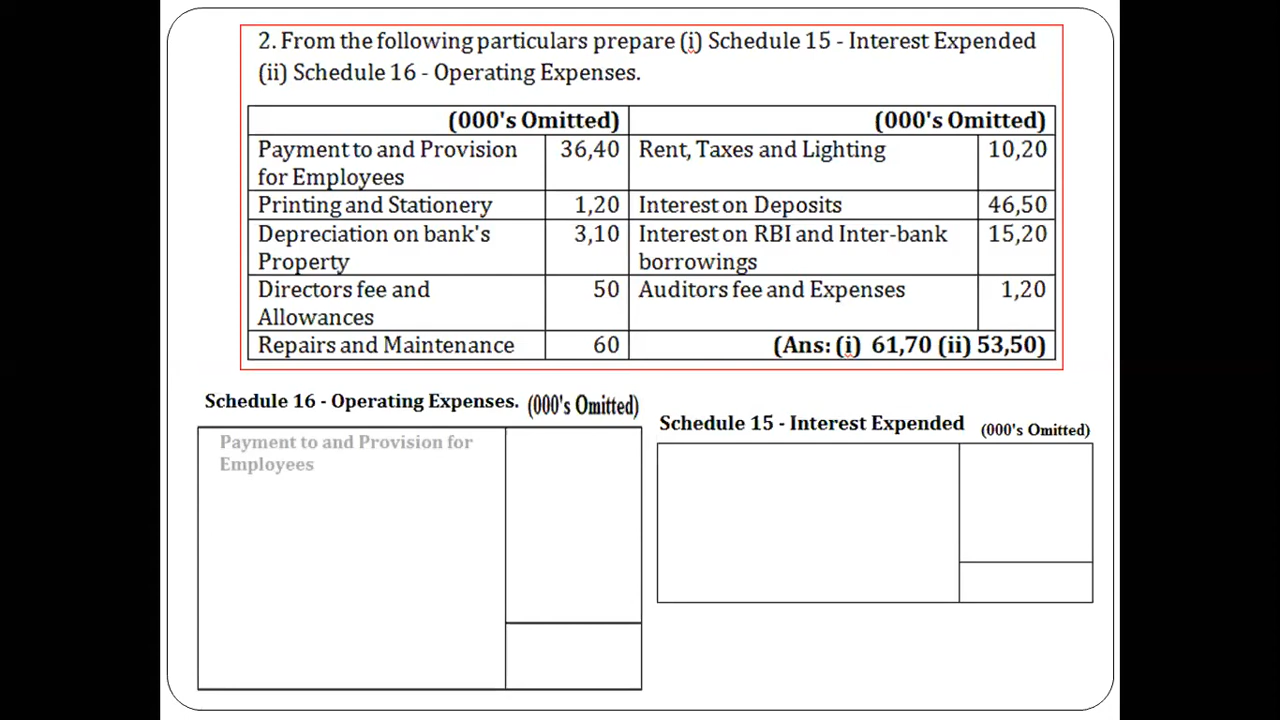 2. From the following particulars prepare (i) Schedule 15 - Interest Expended
(ii) Schedule 16 - Operating Expenses.
(000's Omitted) (000's Omitted)
Payment to and Provision 36,40 Rent, Taxes and Lighting 10,20
for Employees
Printing and Stationery 1,20 Interest on Deposits 46,50
Depreciation on bank's 3,10 Interest on RBI and Inter-bank 15,20
Property borrowings
Directors fee and 50 Auditors fee and Expenses 1,20
Allowances
Repairs and Maintenance 60 (Ans: (i) 61,70 (ii) 53,50)
Schedule 16 - Operating Expenses. (000's Omitted)
Payment to and Provision for
Employees
Schedule 15 - Interest Expended (000's Omitted)